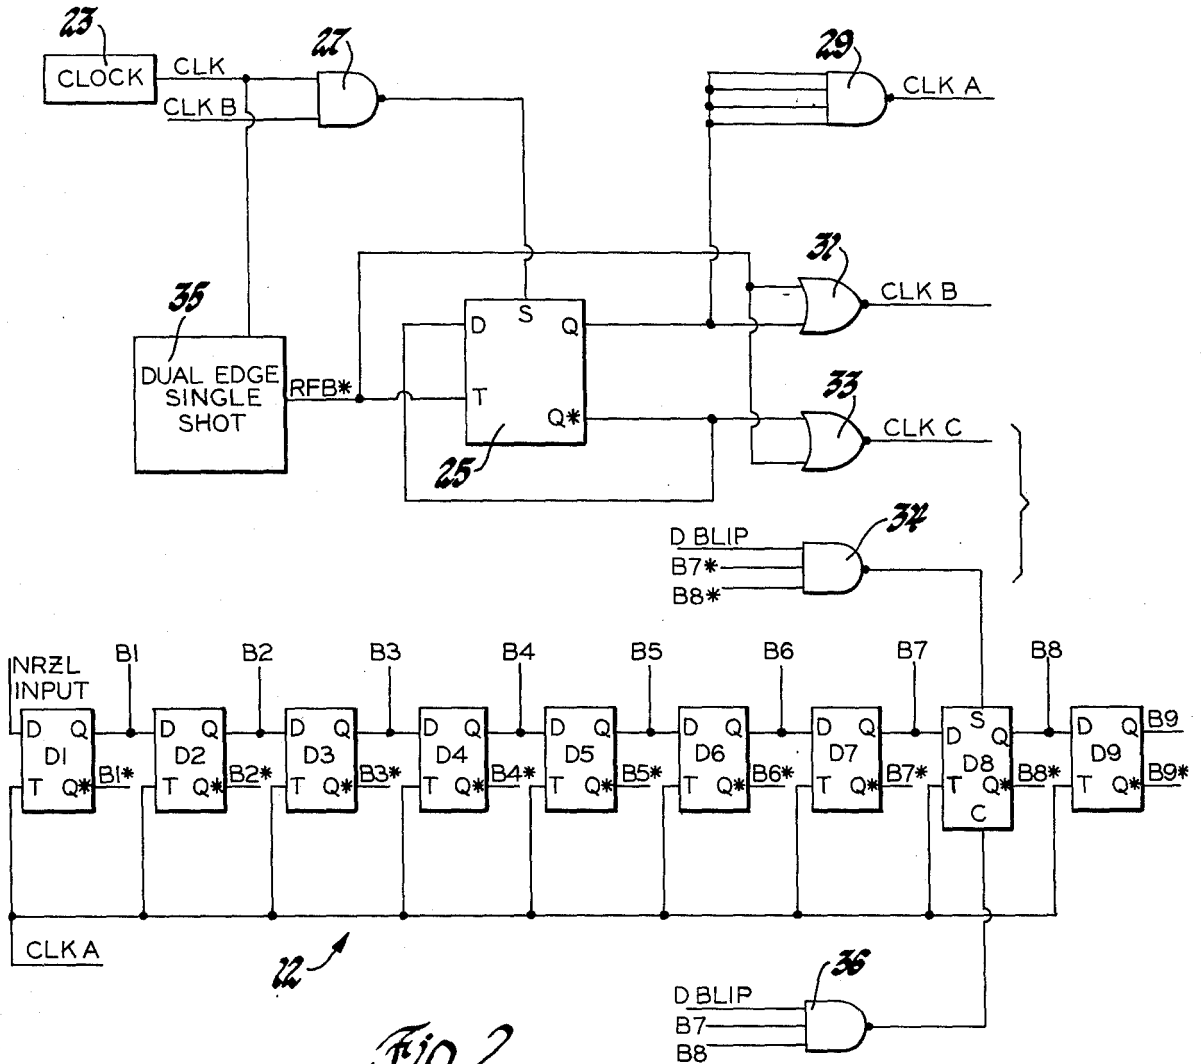 23
27
29
CLOCK
CLK
CLK B
CLK A
31
CLK B
35
DUAL EDGE
SINGLE
SHOT
RFB*
D
S
Q
T
Q*
25
33
CLK C
34
D BLIP
B7*
B8*
NRZL
INPUT
B1
B2
B3
B4
B5
B6
B7
B8
D Q
D1
T Q*
B1*
D Q
D2
T Q*
B2*
D Q
D3
T Q*
B3*
D Q
D4
T Q*
B4*
D Q
D5
T Q*
B5*
D Q
D6
T Q*
B6*
D Q
D7
T Q*
B7*
S
D Q
D8
T Q*
C
B8*
D Q
D9
T Q*
B9
B9*
CLK A
12
36
D BLIP
B7
B8
Fig. 2